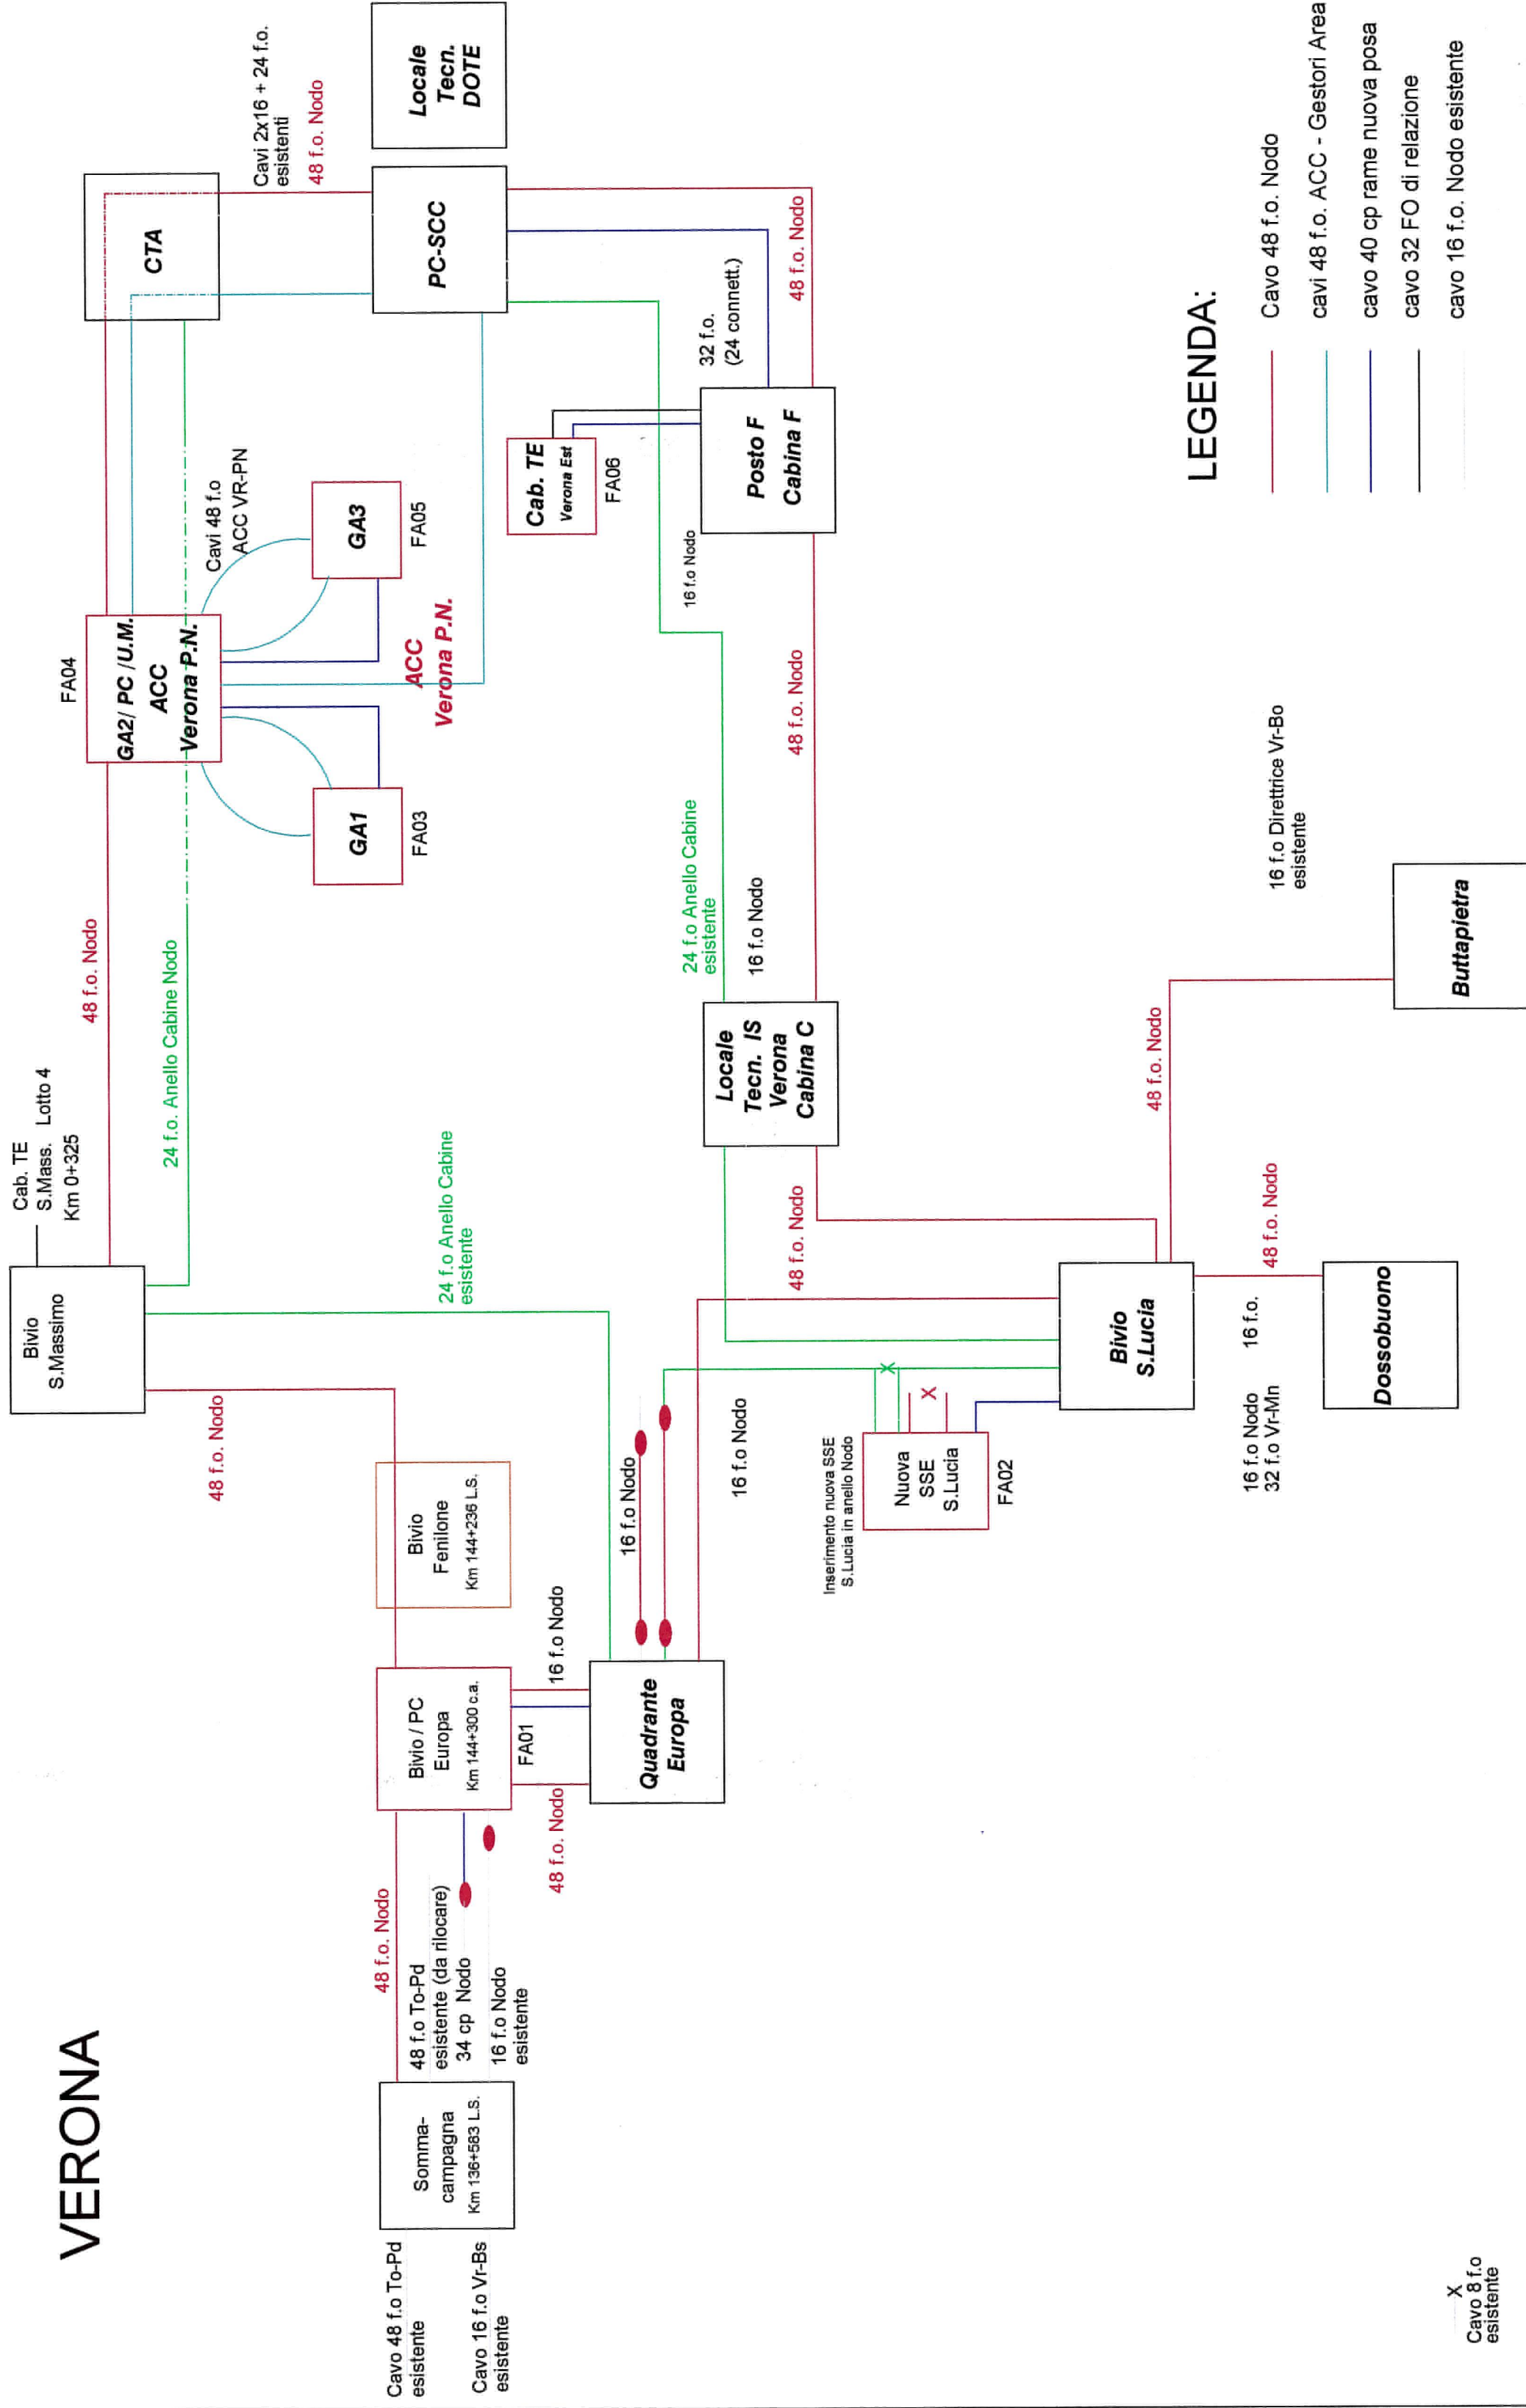 VERONA
Cavo 48 f.o To-Pd
esistente
Cavo 16 f.o Vr-Bs
esistente
Somma-
campagna
Km 136+583 L.S.
48 f.o. Nodo
48 f.o To-Pd
esistente (da rilocare)
34 cp Nodo
16 f.o Nodo
esistente
Bivio / PC
Europa
Km 144+300 c.a.
FA01
48 f.o. Nodo
16 f.o Nodo
Bivio
Fenilone
Km 144+236 L.S.
48 f.o. Nodo
Bivio
S.Massimo
Cab. TE
S.Mass. Lotto 4
Km 0+325
48 f.o. Nodo
24 f.o. Anello Cabine Nodo
24 f.o Anello Cabine
esistente
Quadrante
Europa
16 f.o Nodo
16 f.o Nodo
FA04
GA2/ PC /U.M.
ACC
Verona P.N.
Cavi 48 f.o
ACC VR-PN
GA1
FA03
GA3
FA05
ACC
Verona P.N.
CTA
Cavi 2x16 + 24 f.o.
esistenti
48 f.o. Nodo
PC-SCC
Locale
Tecn.
DOTE
Cab. TE
Verona Est
FA06
32 f.o.
(24 connett.)
48 f.o. Nodo
Posto F
Cabina F
16 f.o Nodo
48 f.o. Nodo
24 f.o Anello Cabine
esistente
16 f.o Nodo
Locale
Tecn. IS
Verona
Cabina C
48 f.o. Nodo
Inserimento nuova SSE
S.Lucia in anello Nodo
Nuova
SSE
S.Lucia
FA02
X
X
Bivio
S.Lucia
48 f.o. Nodo
16 f.o Direttrice Vr-Bo
esistente
Buttapietra
16 f.o Nodo
32 f.o Vr-Mn
16 f.o.
48 f.o. Nodo
Dossobuono
LEGENDA:
Cavo 48 f.o. Nodo
cavi 48 f.o. ACC - Gestori Area
cavo 40 cp rame nuova posa
cavo 32 FO di relazione
cavo 16 f.o. Nodo esistente
X
Cavo 8 f.o
esistente